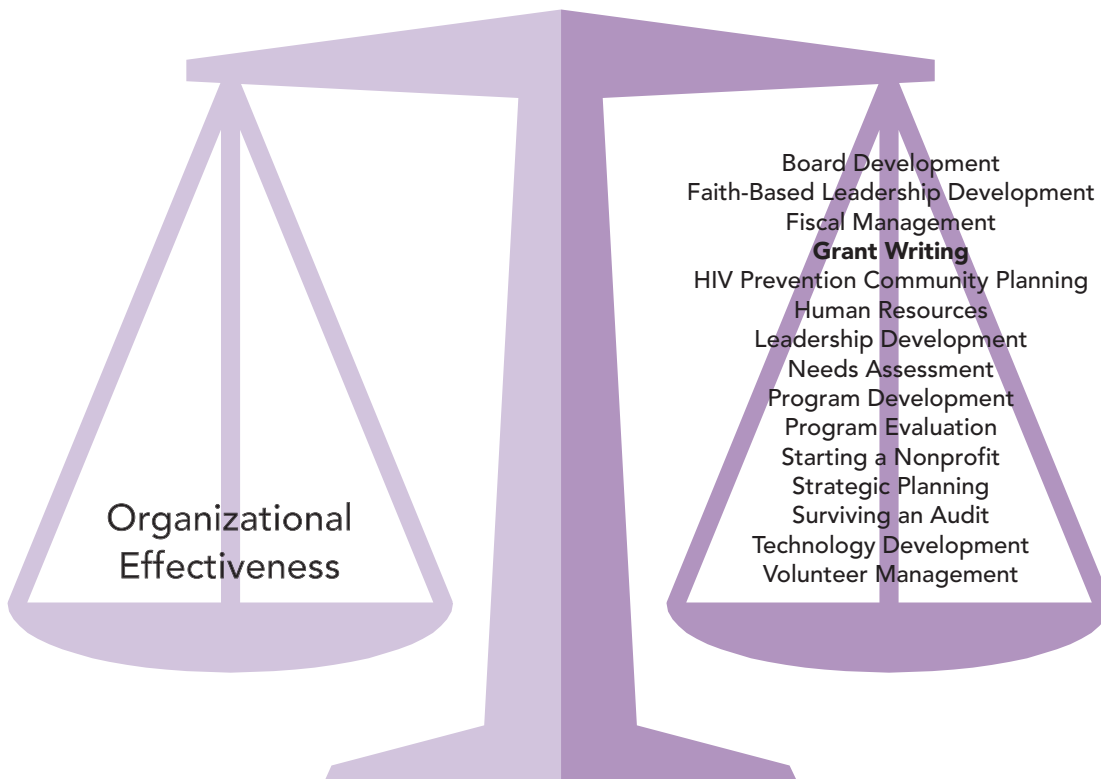 Board Development
Faith-Based Leadership Development
Fiscal Management
Grant Writing
HIV Prevention Community Planning
Human Resources
Leadership Development
Needs Assessment
Program Development
Program Evaluation
Starting a Nonprofit
Strategic Planning
Surviving an Audit
Technology Development
Volunteer Management
Organizational
Effectiveness